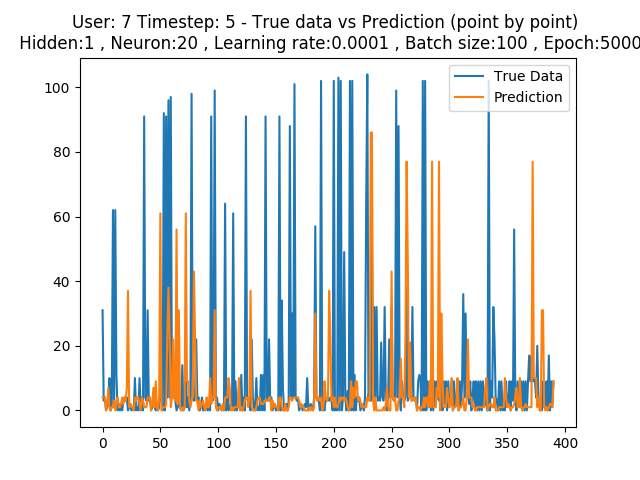 User: 7 Timestep: 5 - True data vs Prediction (point by point)
Hidden:1 , Neuron:20 , Learning rate:0.0001 , Batch size:100 , Epoch:5000
True Data
Prediction
100
80
60
40
20
0
0 50 100 150 200 250 300 350 400